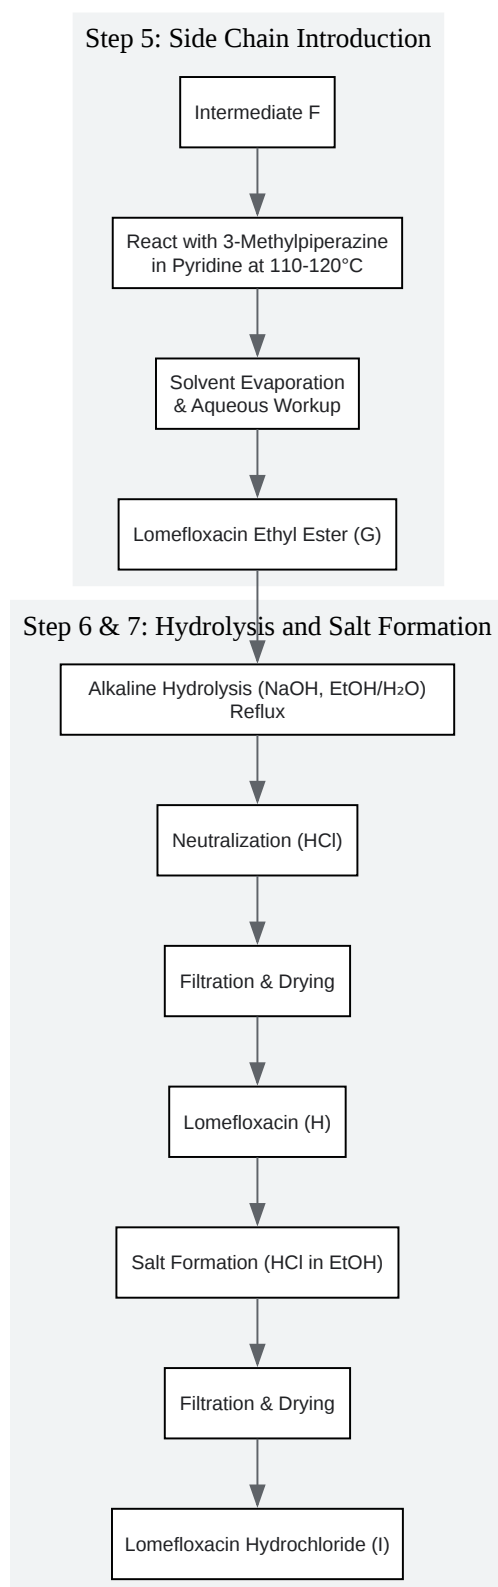 Step 5: Side Chain Introduction
Intermediate F
React with 3-Methylpiperazine
in Pyridine at 110-120°C
Solvent Evaporation
& Aqueous Workup
Lomefloxacin Ethyl Ester (G)
Step 6 & 7: Hydrolysis and Salt Formation
Alkaline Hydrolysis (NaOH, EtOH/H₂O)
Reflux
Neutralization (HCl)
Filtration & Drying
Lomefloxacin (H)
Salt Formation (HCl in EtOH)
Filtration & Drying
Lomefloxacin Hydrochloride (I)